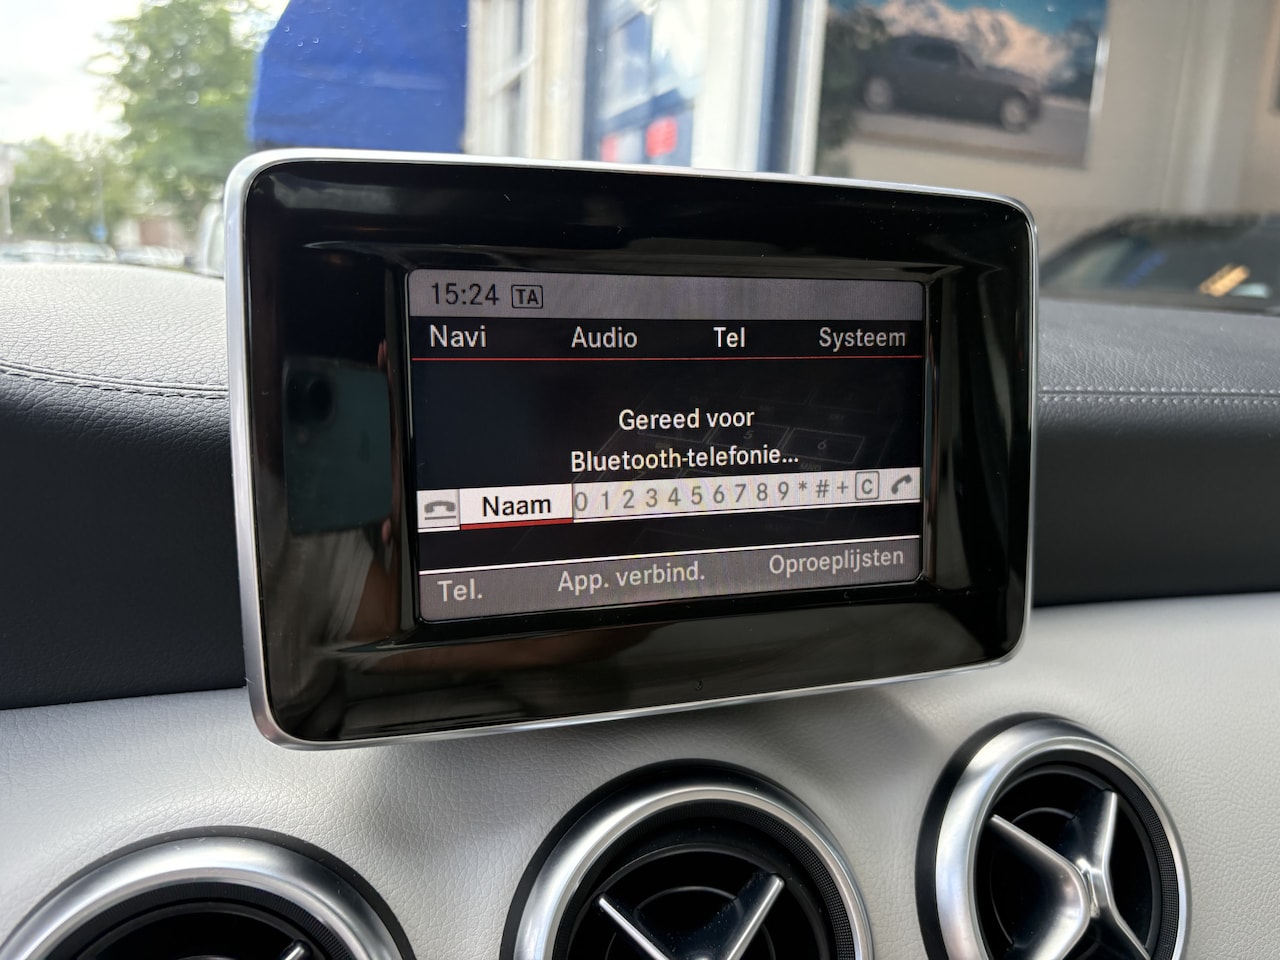 15:24 TA
Navi Audio Tel Systeem
Gereed voor
Bluetooth-telefonie...
Naam 0 1 2 3 4 5 6 7 8 9 * # + C
Tel. App. verbind. Oproeplijsten